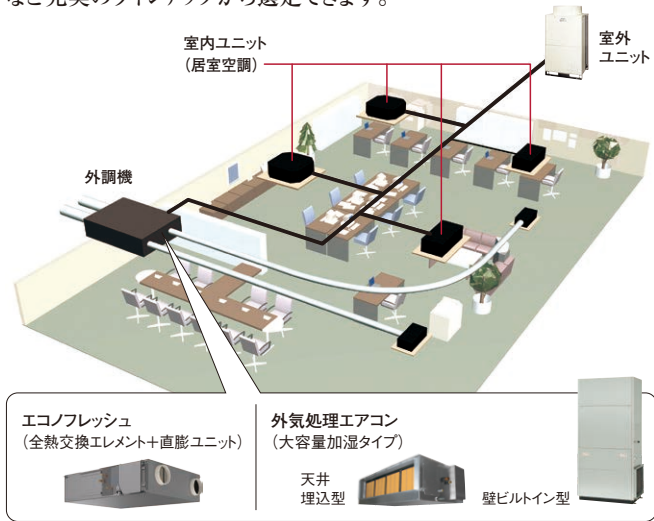 など充実のラインアップから選定できます。
室内ユニット
(居室空調)
室外
ユニット
外調機
エコノフレッシュ
(全熱交換エレメント+直膨ユニット)
外気処理エアコン
(大容量加湿タイプ)
天井
埋込型
壁ビルトイン型